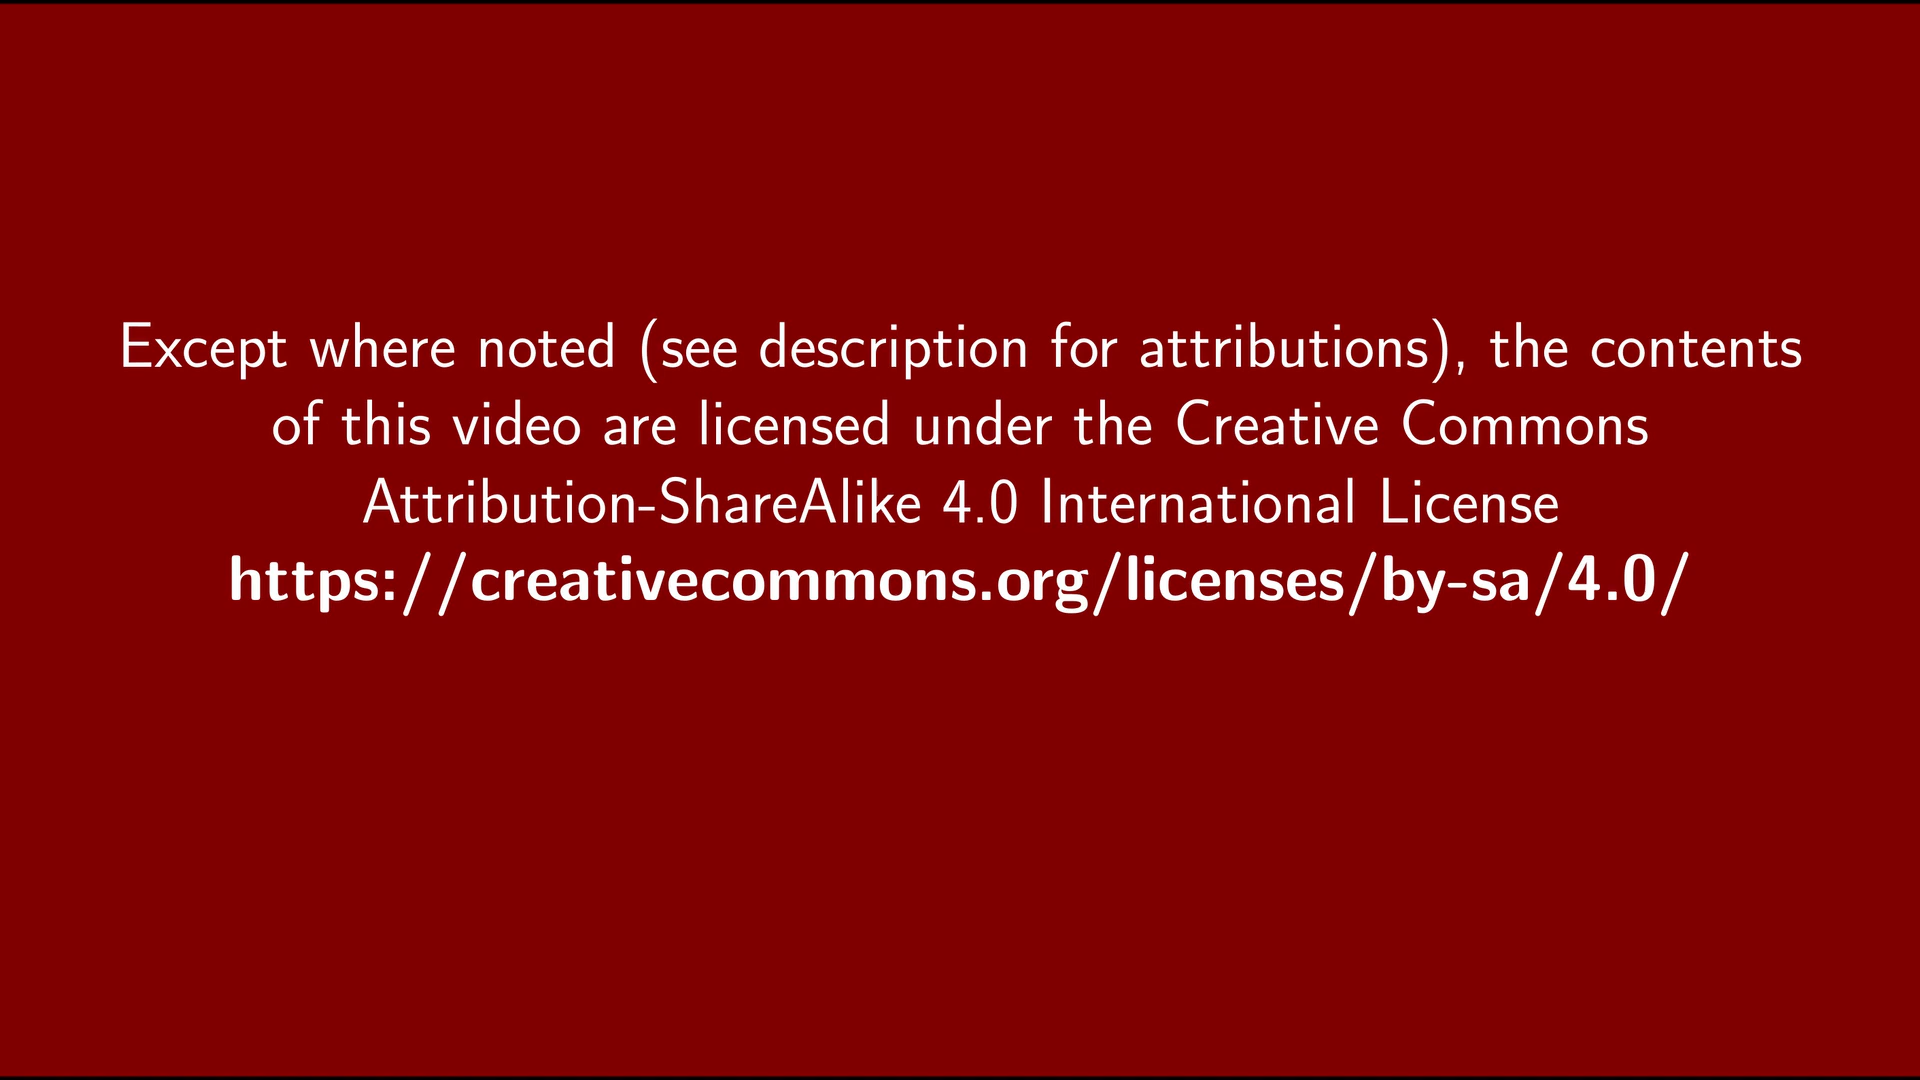 Except where noted (see description for attributions), the contents
of this video are licensed under the Creative Commons
Attribution-ShareAlike 4.0 International License
https://creativecommons.org/licenses/by-sa/4.0/